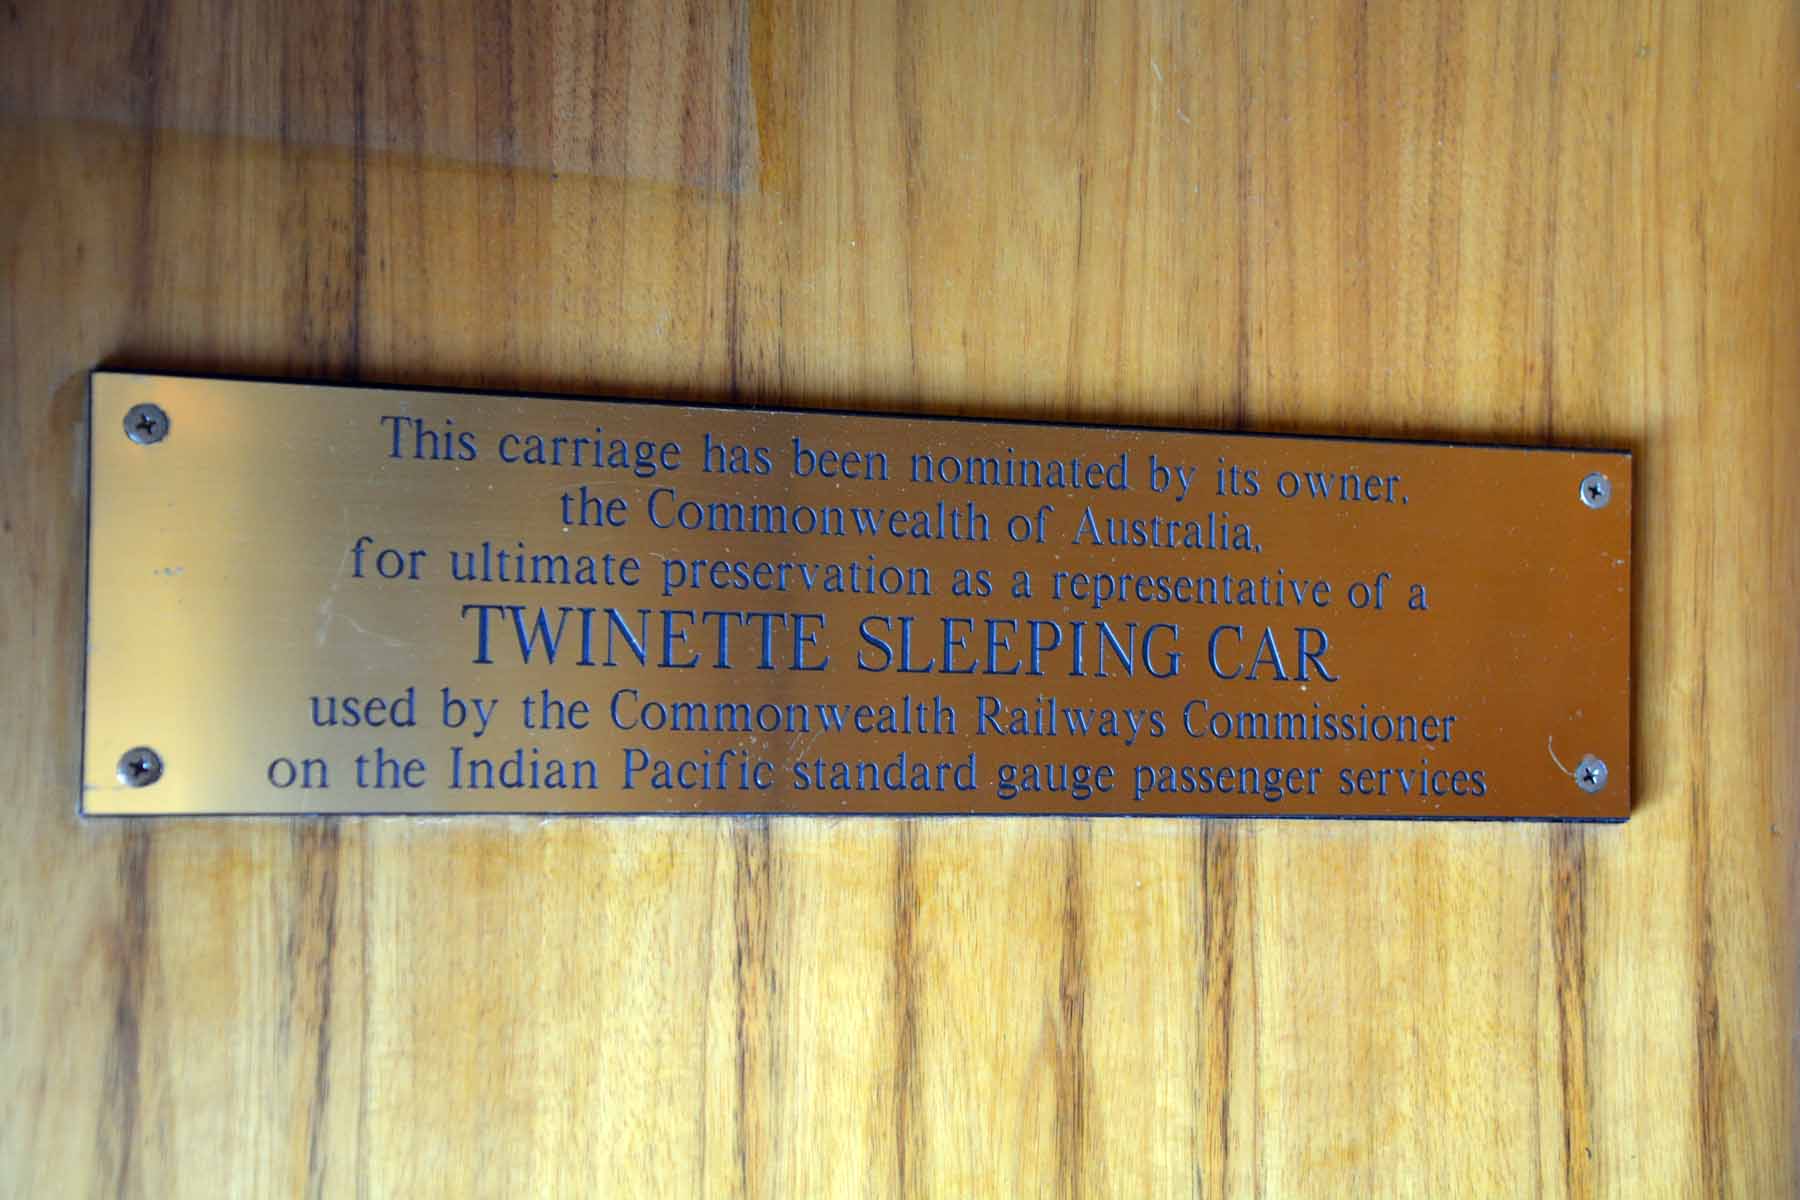 This carriage has been nominated by its owner,
the Commonwealth of Australia,
for ultimate preservation as a representative of a
TWINETTE SLEEPING CAR
used by the Commonwealth Railways Commissioner
on the Indian Pacific standard gauge passenger services